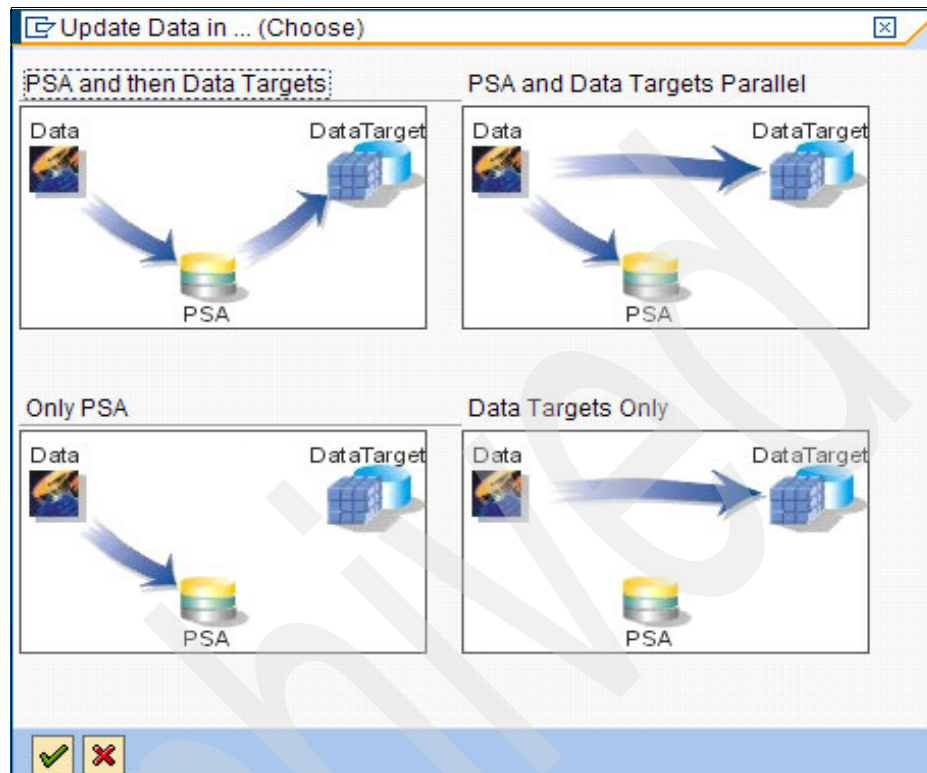 Update Data in ... (Choose)
PSA and then Data Targets
PSA and Data Targets Parallel
Data
DataTarget
PSA
Data
DataTarget
PSA
Only PSA
Data Targets Only
Data
DataTarget
PSA
Data
DataTarget
PSA